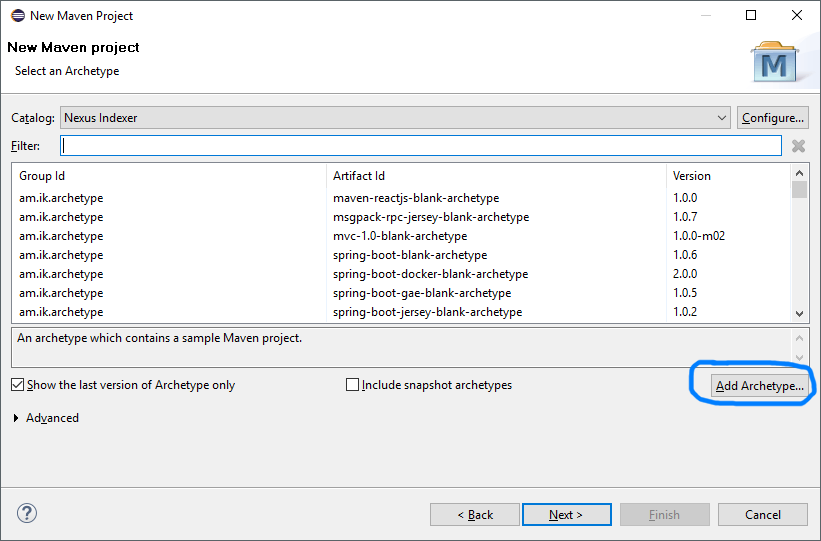 New Maven Project
New Maven project
Select an Archetype
M
Catalog: Nexus Indexer Configure...
Filter:
Group Id Artifact Id Version
am.ik.archetype maven-reactjs-blank-archetype 1.0.0
am.ik.archetype msgpack-rpc-jersey-blank-archetype 1.0.7
am.ik.archetype mvc-1.0-blank-archetype 1.0.0-m02
am.ik.archetype spring-boot-blank-archetype 1.0.6
am.ik.archetype spring-boot-docker-blank-archetype 2.0.0
am.ik.archetype spring-boot-gae-blank-archetype 1.0.5
am.ik.archetype spring-boot-jersey-blank-archetype 1.0.2
An archetype which contains a sample Maven project.
Show the last version of Archetype only Include snapshot archetypes Add Archetype...
Advanced
? < Back Next > Finish Cancel